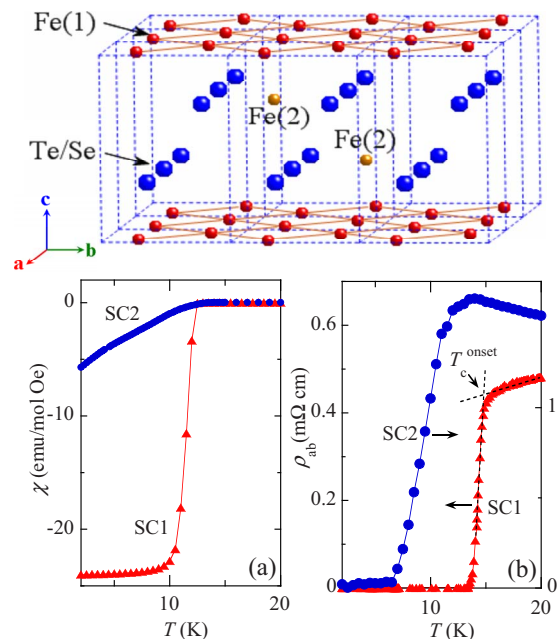 Fe(1)
Fe(2)
Fe(2)
Te/Se
c
b
a
0
-10
-20
χ (emu/mol Oe)
SC2
SC1
(a)
10
20
T (K)
0.6
0.4
0.2
0
ρab(mΩ cm)
Tc onset
SC2
SC1
(b)
1
0
10
20
T (K)